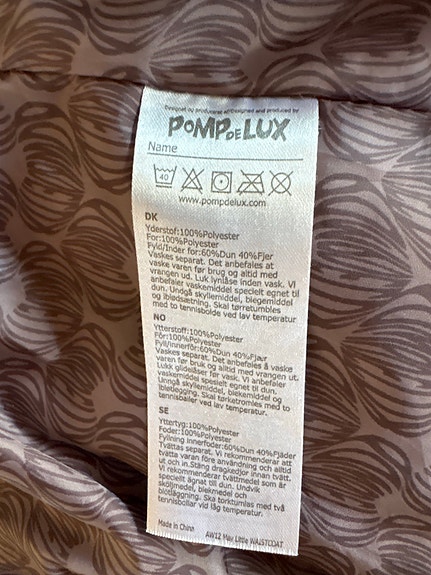 Designet og produceret af/Designed and produced by
POMPDELUX
Name
40
www.pompdelux.com
DK
Yderstof:100%Polyester
For:100%Polyester
Fyld/Inder for:60%Dun 40%Fjer
Vaskes separat. Det anbefales at
vaske varen før brug og altid med
vrangen ud. Luk lynlåse inden vask. Vi
anbefaler vaskemiddel specielt egnet til
dun. Undgå skyllemiddel, blegemiddel
og iblødsætning. Skal tørretumbles
med to tennisbolde ved lav temperatur
NO
Ytterstoff:100%Polyester
Fôr:100%Polyester
Fyll/innerfôr:60%Dun 40%Fjær
Vaskes separat. Det anbefales å vaske
varen før bruk og alltid med vrangen ut.
Lukk glidelåser før vask. Vi anbefaler
vaskemiddel spesielt egnet til dun.
Unngå skyllemiddel, blekemiddel og
bløtlegging. Skal tørketromles med to
tennisballer ved lav temperatur.
SE
Yttertyg:100%Polyester
Foder:100%Polyester
Fyllning innerfoder:60%Dun 40%Fjäder
Tvättas separat. Vi rekommenderar att
tvätta varan före användning och alltid
ut och in.Stäng dragkedjor innan tvätt.
Vi rekommenderar tvättmedel som är
speciellt ägnat till dun. Undvik
sköljmedel, blekmedel och
blötläggning. Ska torktumlas med två
tennisbollar vid låg temperatur.
Made in China
AW12 May Little WAISTCOAT